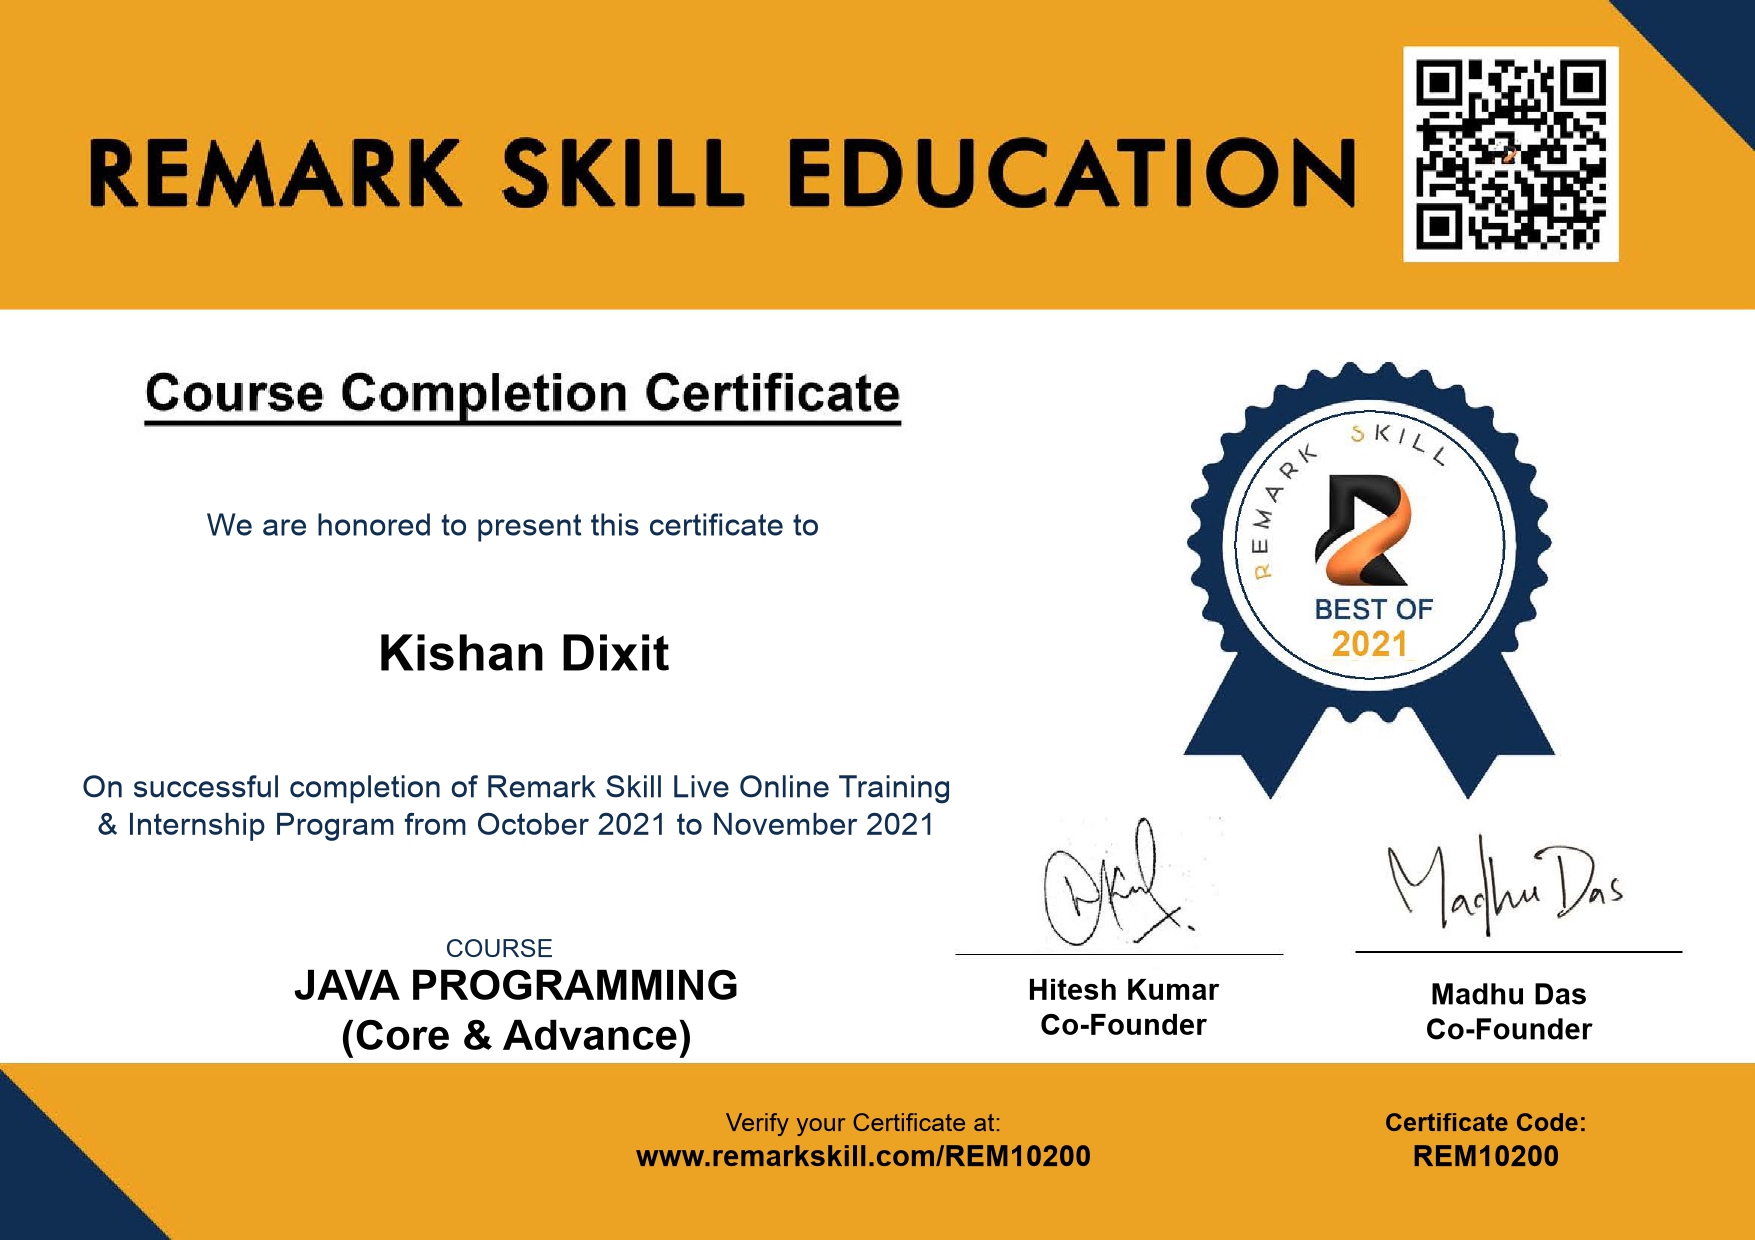 REMARK SKILL EDUCATION
Course Completion Certificate
We are honored to present this certificate to
Kishan Dixit
On successful completion of Remark Skill Live Online Training
& Internship Program from October 2021 to November 2021
COURSE
JAVA PROGRAMMING
(Core & Advance)
REMARK SKILL
BEST OF
2021
Madhu Das
Hitesh Kumar
Co-Founder
Madhu Das
Co-Founder
Verify your Certificate at:
www.remarkskill.com/REM10200
Certificate Code:
REM10200